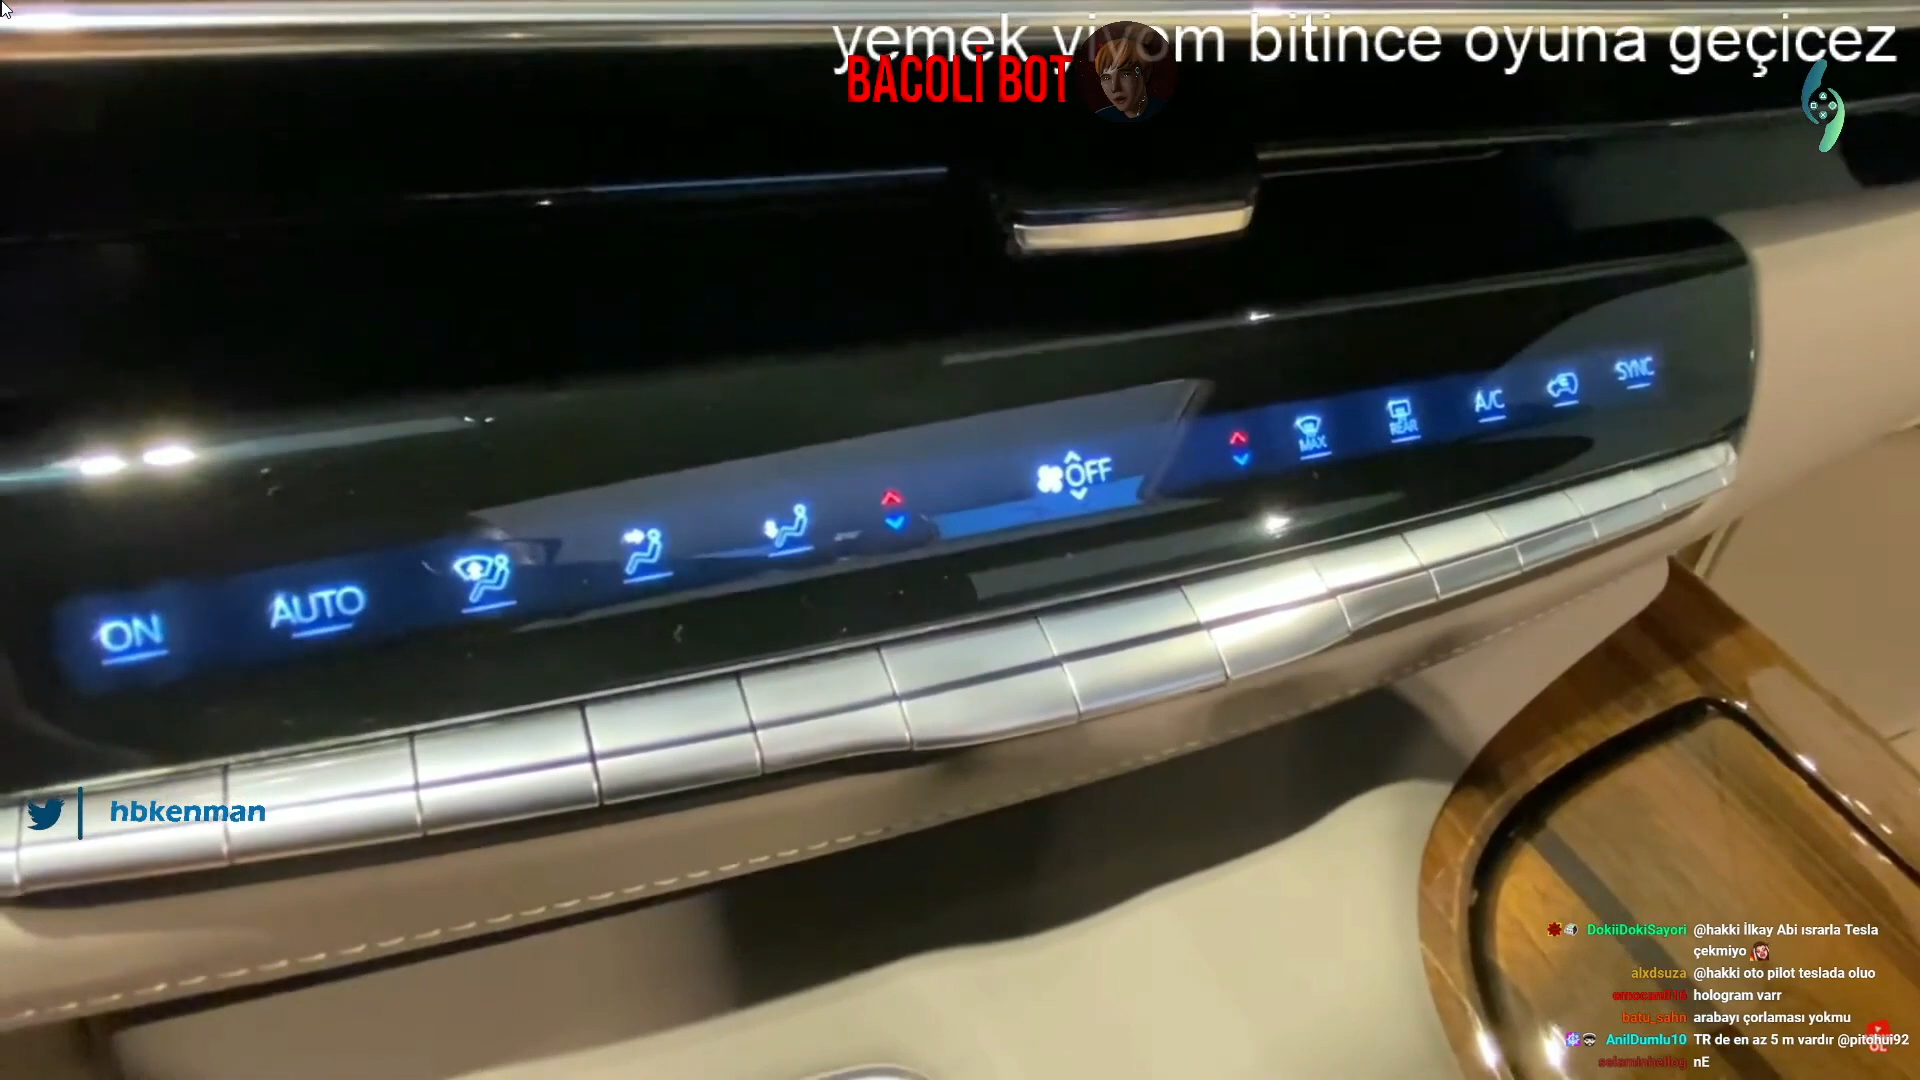 yemek yiyom bitince oyuna geçicez
BACOLİ BOT
SYNC
A/C
REAR
MAX
OFF
AUTO
ON
hbkenman
DokiiDokiSayori @hakki İlkay Abi ısrarla Tesla
çekmiyo
alxdsuza @hakki oto pilot teslada oluo
hologram varr
batu_sahn arabayı çorlaması yokmu
AnilDumlu10 TR de en az 5 m vardır @pitohui92
nE